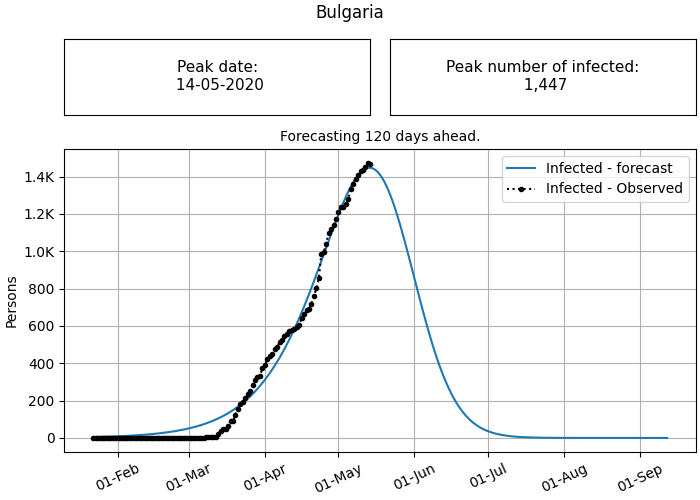 Bulgaria
Peak date:
14-05-2020
Peak number of infected:
1,447
Forecasting 120 days ahead.
Infected - forecast
Infected - Observed
Persons
1.4K
1.2K
1.0K
800
600
400
200
0
01-Feb
01-Mar
01-Apr
01-May
01-Jun
01-Jul
01-Aug
01-Sep